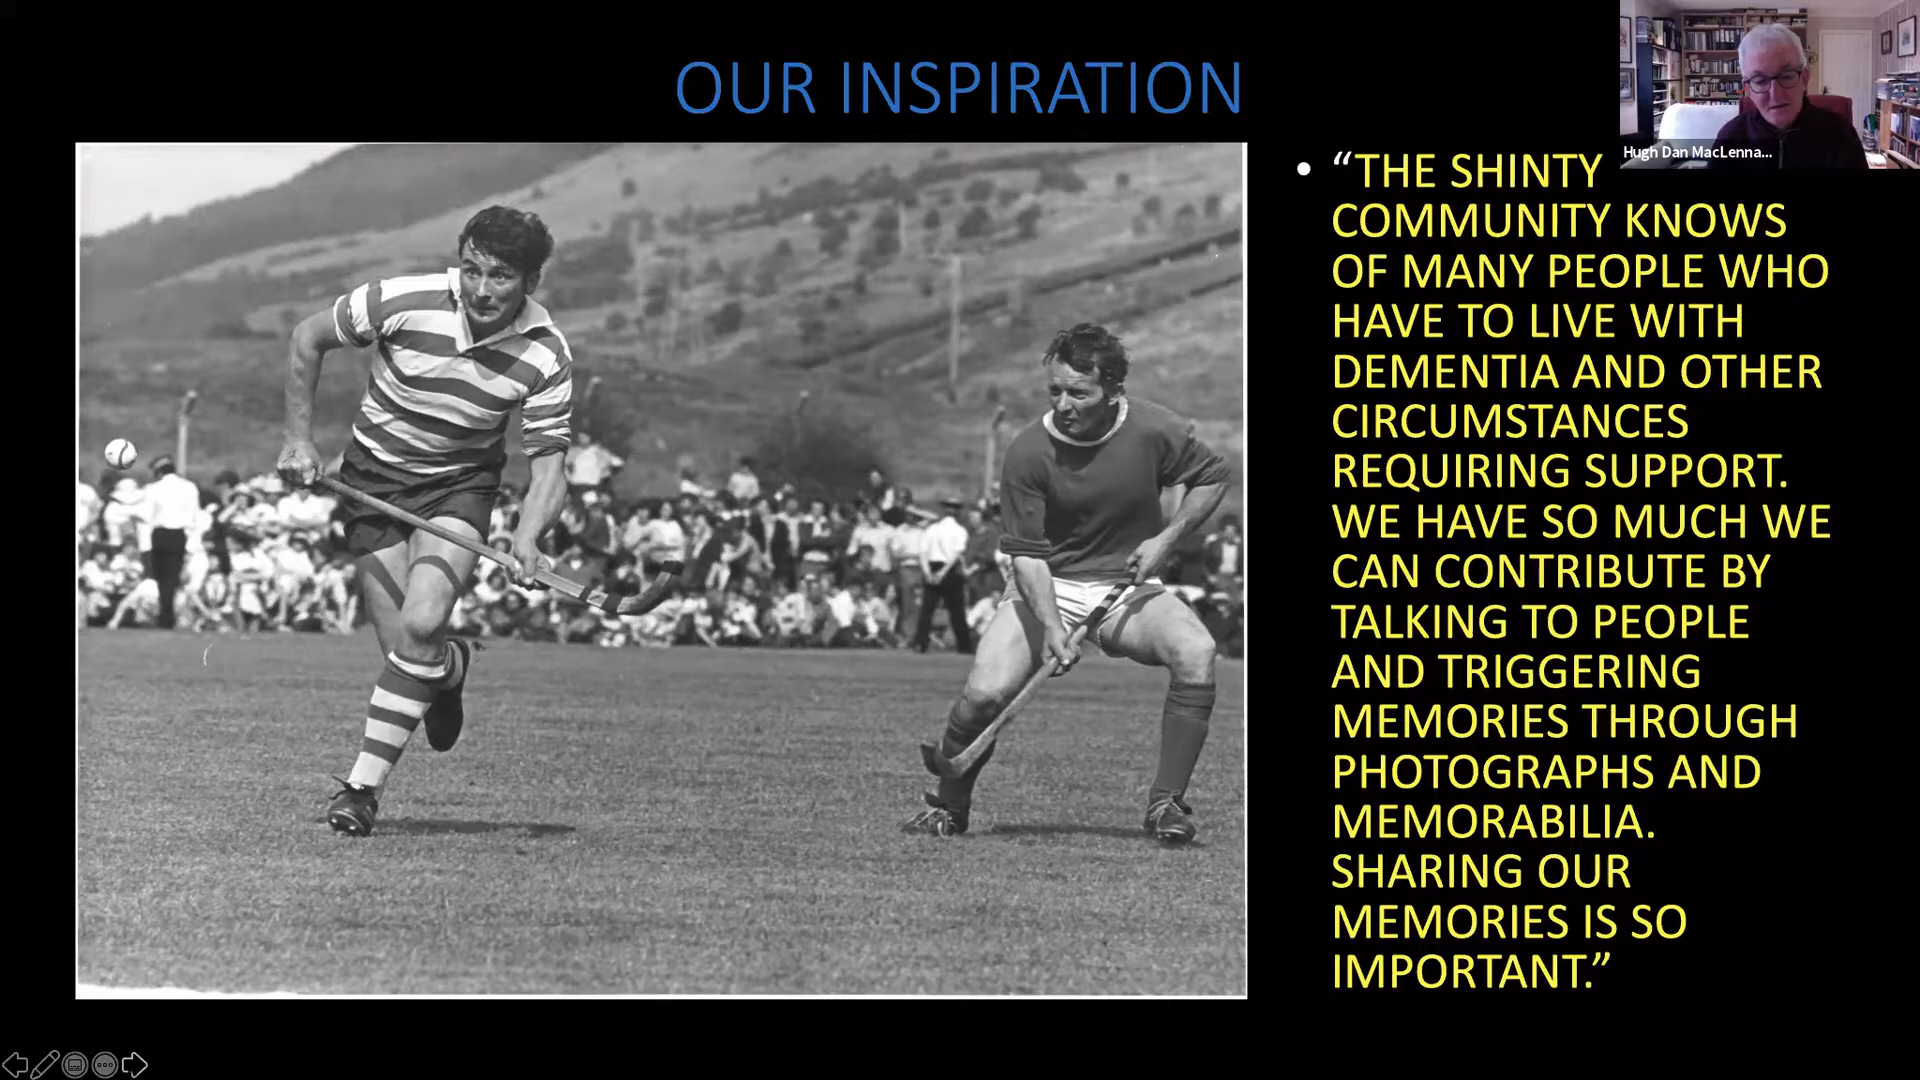 OUR INSPIRATION
Hugh Dan MacLenna...
• “THE SHINTY
COMMUNITY KNOWS
OF MANY PEOPLE WHO
HAVE TO LIVE WITH
DEMENTIA AND OTHER
CIRCUMSTANCES
REQUIRING SUPPORT.
WE HAVE SO MUCH WE
CAN CONTRIBUTE BY
TALKING TO PEOPLE
AND TRIGGERING
MEMORIES THROUGH
PHOTOGRAPHS AND
MEMORABILIA.
SHARING OUR
MEMORIES IS SO
IMPORTANT.”